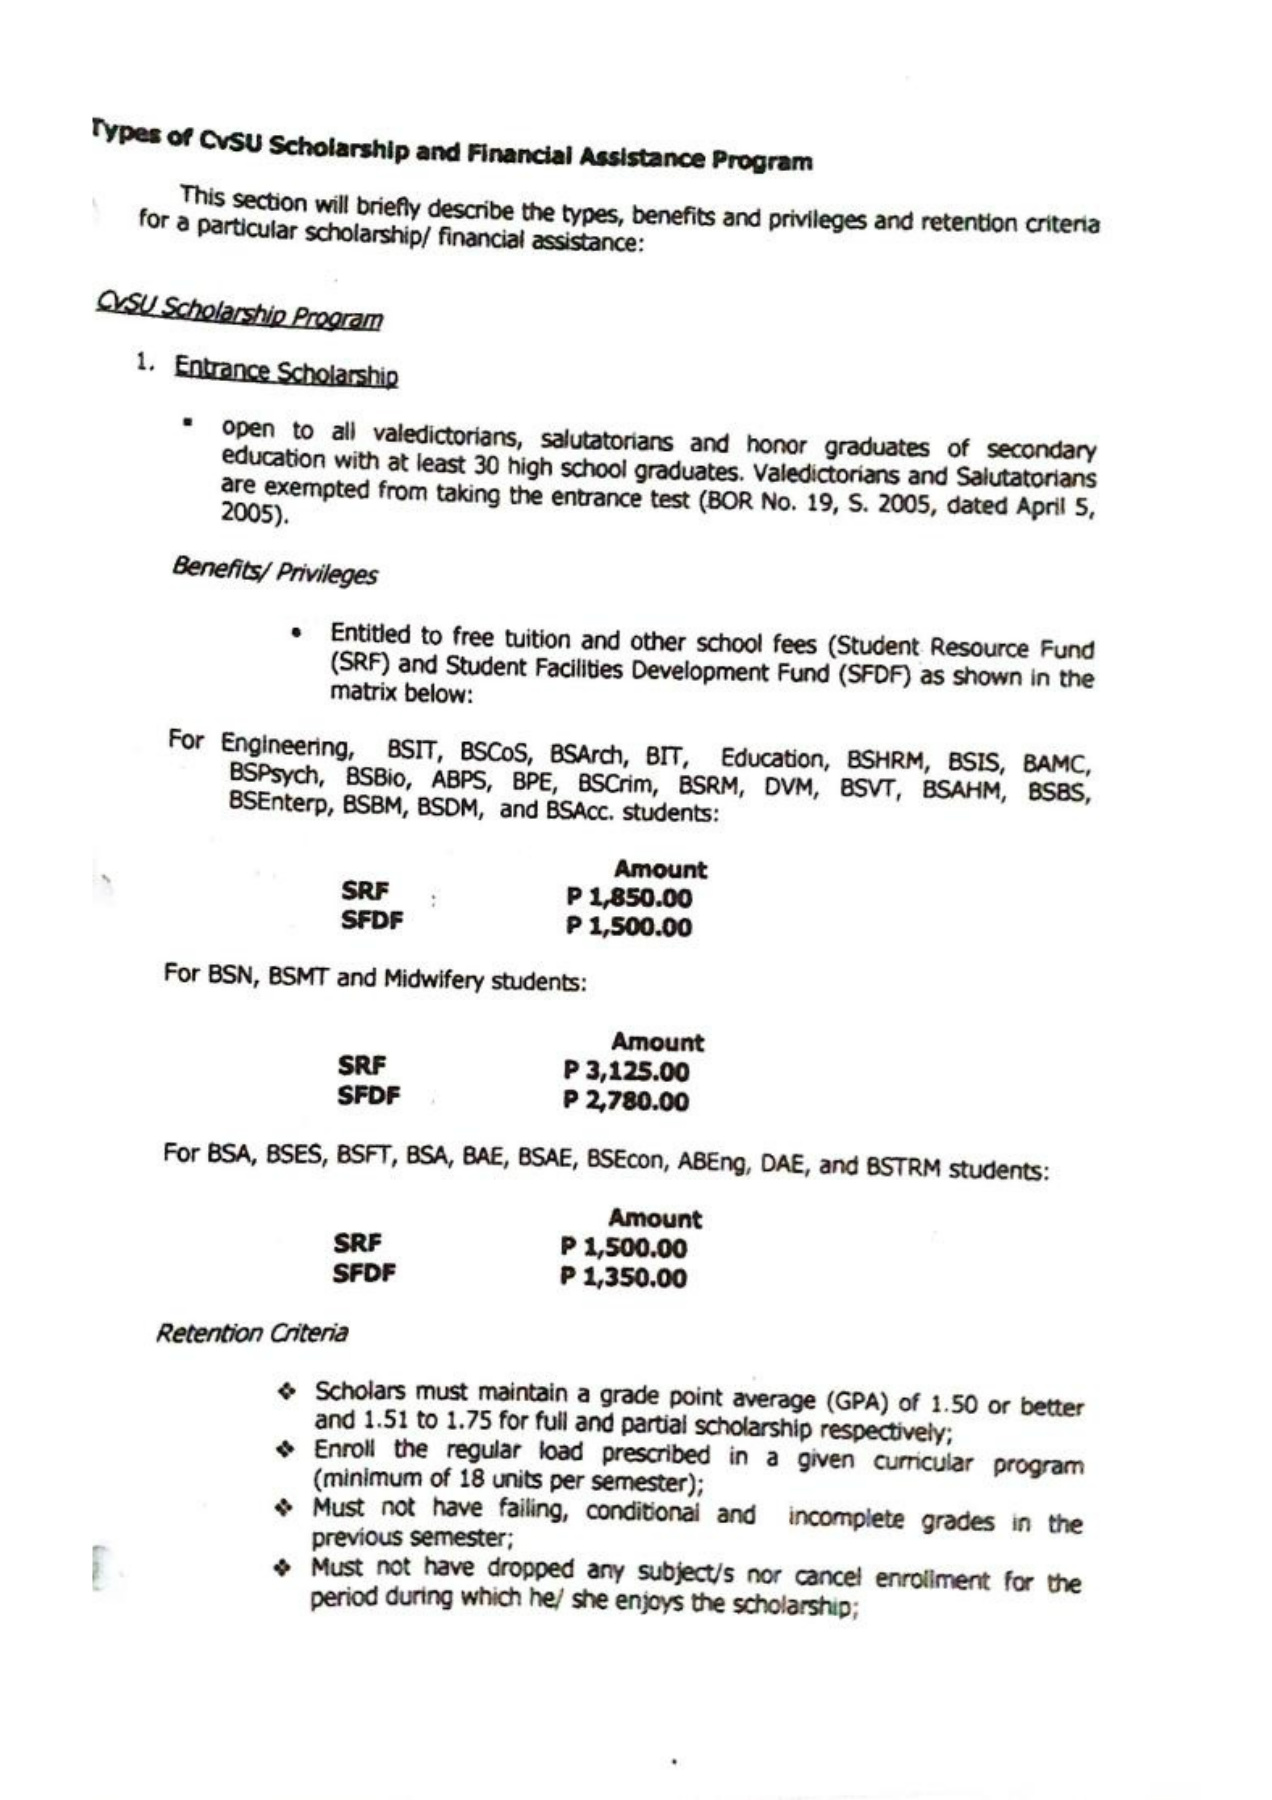 Types of CvSU Scholarship and Financial Assistance Program
This section will briefly describe the types, benefits and privileges and retention criteria
for a particular scholarship/ financial assistance:
CvSU Scholarship Program
1. Entrance Scholarship
▪ open to all valedictorians, salutatorians and honor graduates of secondary
education with at least 30 high school graduates. Valedictorians and Salutatorians
are exempted from taking the entrance test (BOR No. 19, S. 2005, dated April 5,
2005).
Benefits/ Privileges
• Entitled to free tuition and other school fees (Student Resource Fund
(SRF) and Student Facilities Development Fund (SFDF) as shown in the
matrix below:
For Engineering, BSIT, BSCoS, BSArch, BIT, Education, BSHRM, BSIS, BAMC,
BSPsych, BSBio, ABPS, BPE, BSCrim, BSRM, DVM, BSVT, BSAHM, BSBS,
BSEnterp, BSBM, BSDM, and BSAcc. students:
Amount
SRF : P 1,850.00
SFDF P 1,500.00
For BSN, BSMT and Midwifery students:
Amount
SRF P 3,125.00
SFDF P 2,780.00
For BSA, BSES, BSFT, BSA, BAE, BSAE, BSEcon, ABEng, DAE, and BSTRM students:
Amount
SRF P 1,500.00
SFDF P 1,350.00
Retention Criteria
❖ Scholars must maintain a grade point average (GPA) of 1.50 or better
and 1.51 to 1.75 for full and partial scholarship respectively;
❖ Enroll the regular load prescribed in a given curricular program
(minimum of 18 units per semester);
❖ Must not have failing, conditional and incomplete grades in the
previous semester;
❖ Must not have dropped any subject/s nor cancel enrollment for the
period during which he/ she enjoys the scholarship;